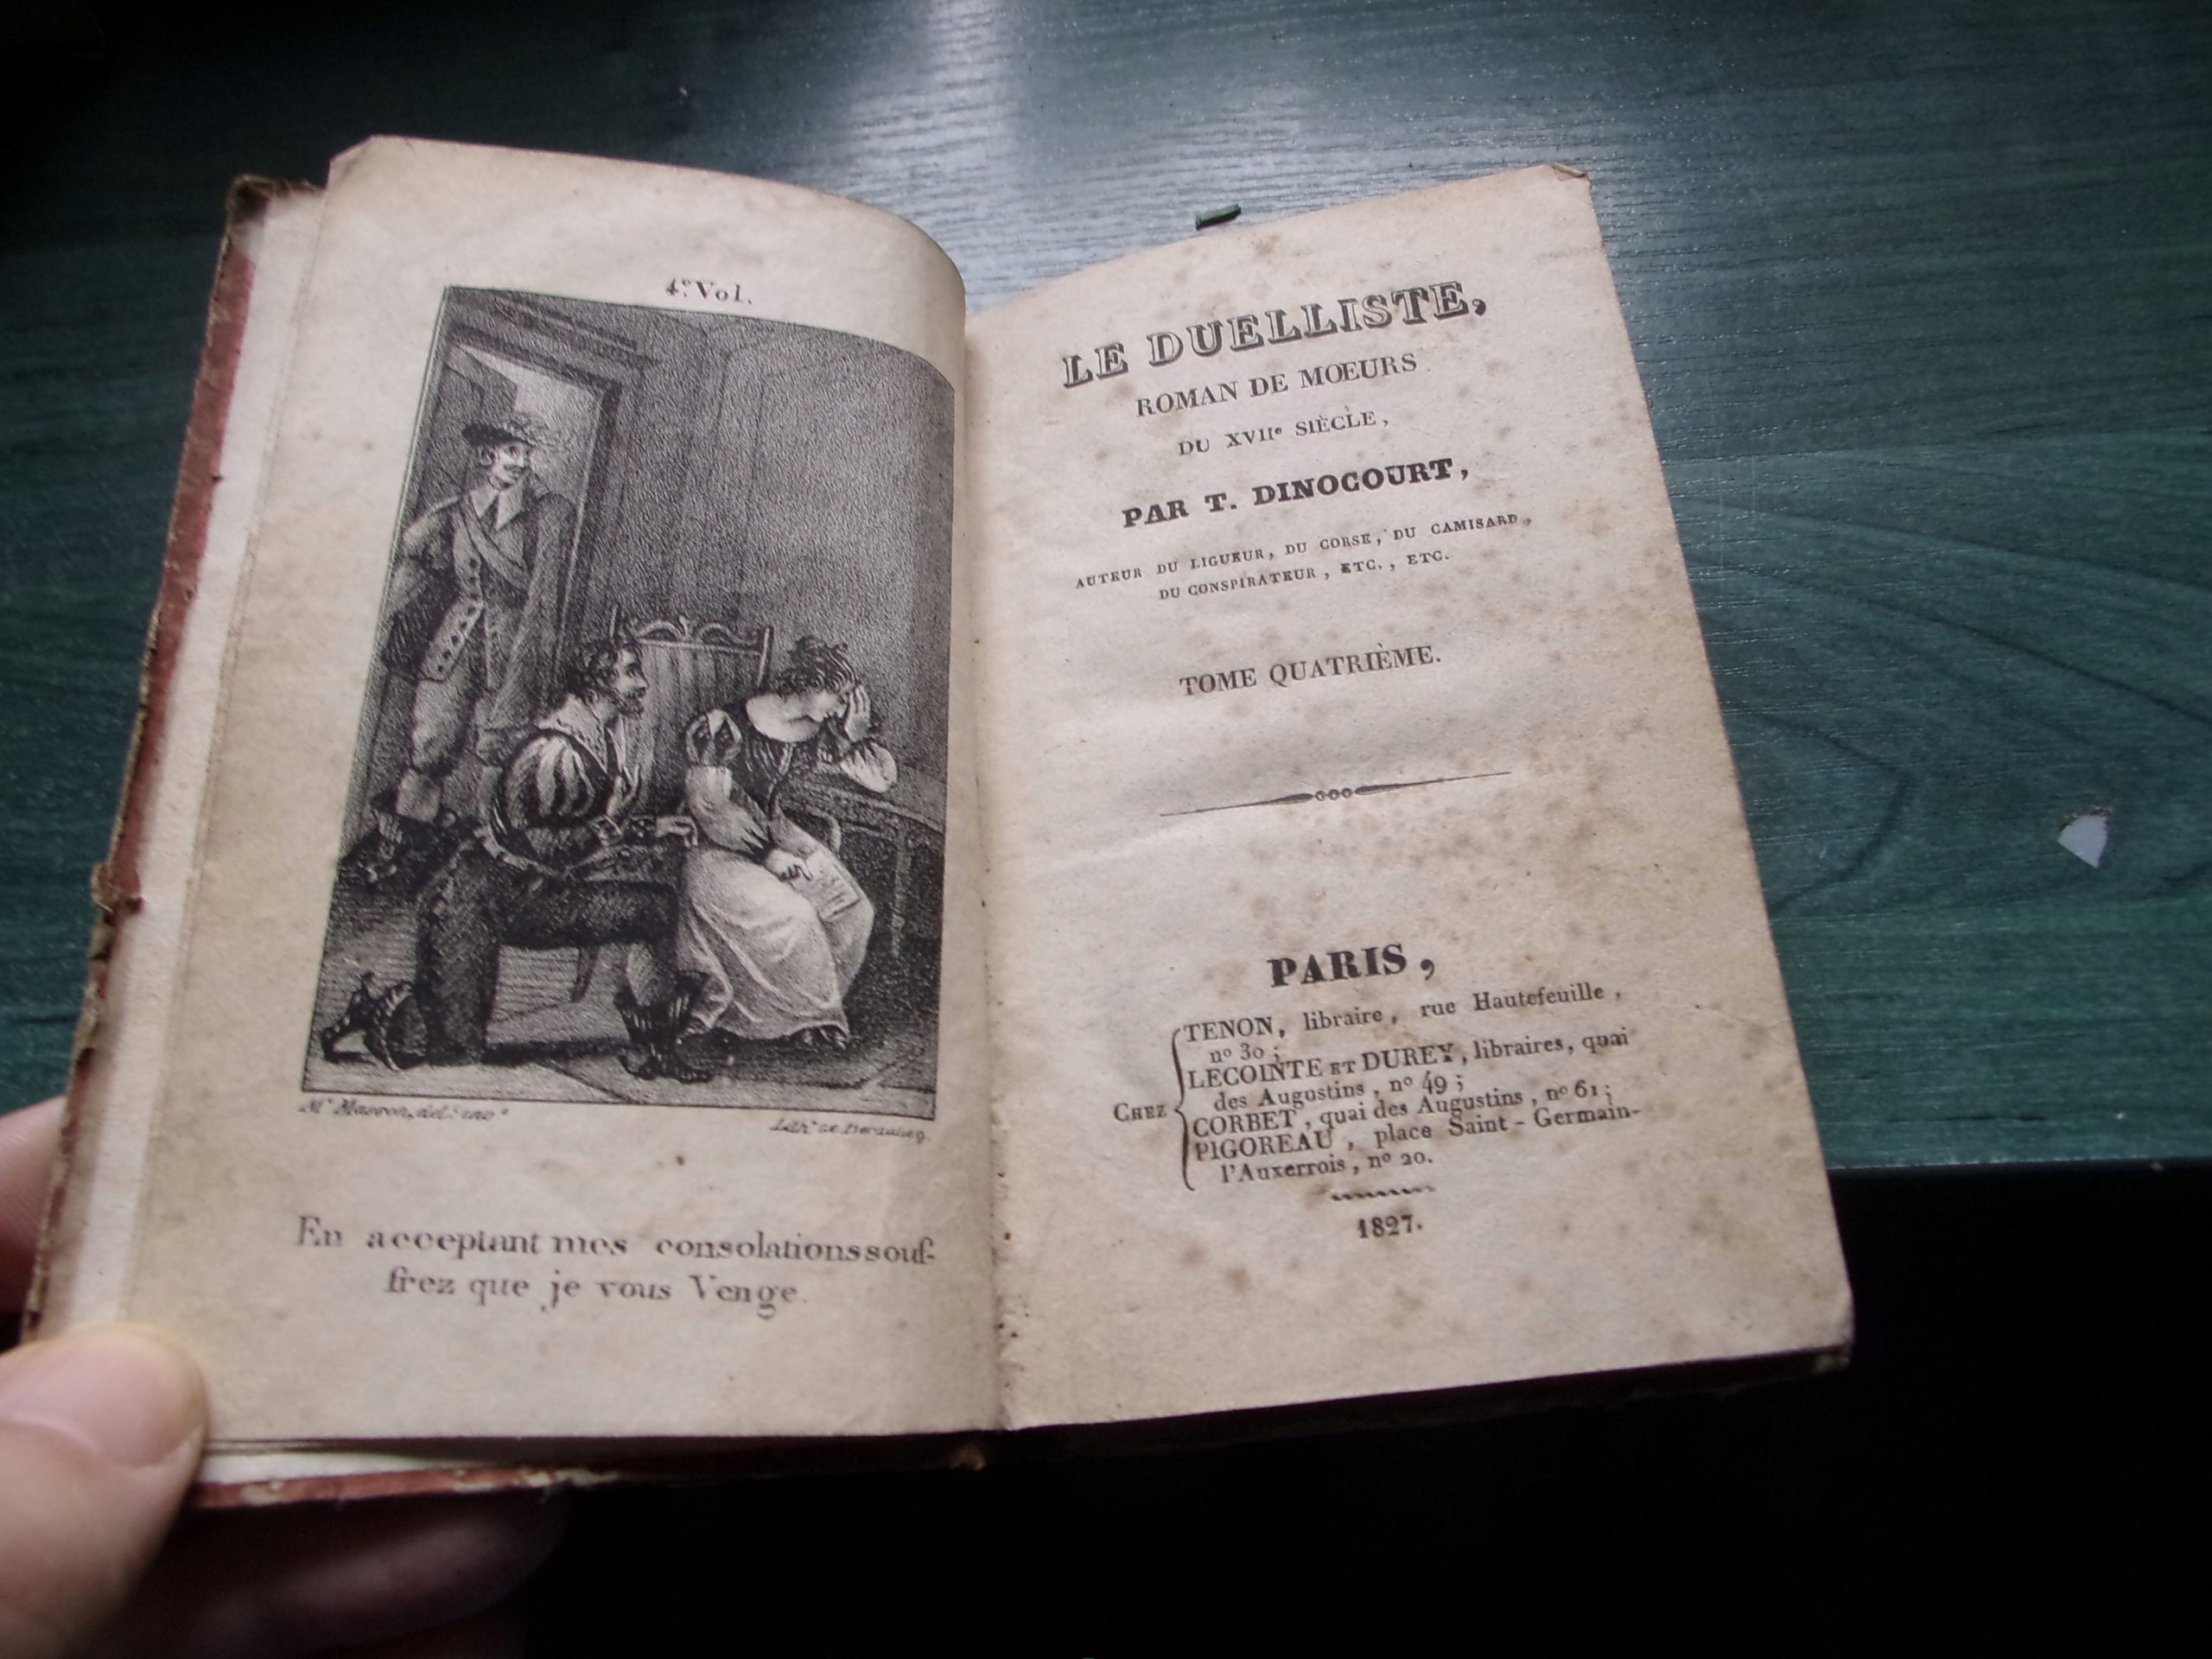 4e. Vol.
En acceptant mes consolations souf-
frez que je vous Venge.
LE DUELLISTE,
ROMAN DE MŒURS
DU XVIIe SIÈCLE,
PAR T. DINOCOURT,
AUTEUR DU LIGUEUR, DU CORSE, DU CAMISARD,
DU CONSPIRATEUR, ETC., ETC.
TOME QUATRIÈME.
PARIS,
CHEZ
TENON, libraire, rue Hautefeuille,
nº 30;
LECOINTE ET DUREY, libraires, quai
des Augustins, nº 49;
CORBET, quai des Augustins, nº 61;
PIGOREAU, place Saint-Germain-
l'Auxerrois, nº 20.
1827.